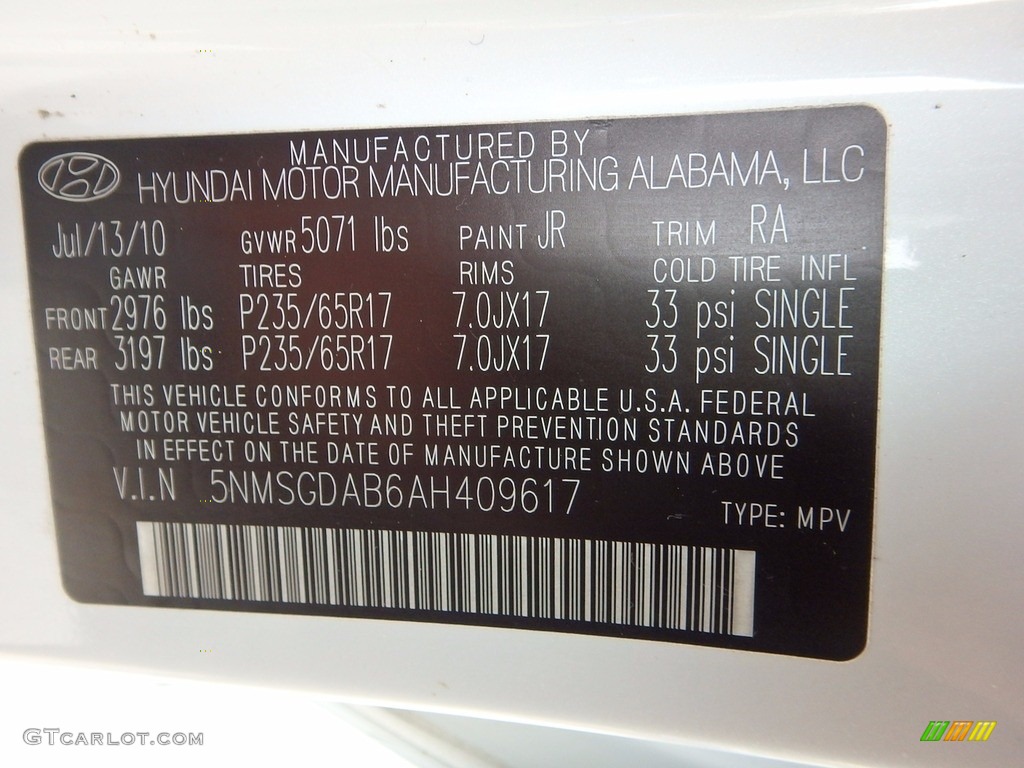 MANUFACTURED BY
HYUNDAI MOTOR MANUFACTURING ALABAMA, LLC
Jul/13/10 GVWR 5071 lbs PAINT JR TRIM RA
GAWR TIRES RIMS COLD TIRE INFL
FRONT 2976 lbs P235/65R17 7.0JX17 33 psi SINGLE
REAR 3197 lbs P235/65R17 7.0JX17 33 psi SINGLE
THIS VEHICLE CONFORMS TO ALL APPLICABLE U.S.A. FEDERAL
MOTOR VEHICLE SAFETY AND THEFT PREVENTION STANDARDS
IN EFFECT ON THE DATE OF MANUFACTURE SHOWN ABOVE
V.I.N 5NMSGDAB6AH409617
TYPE: MPV
GTcarlot.com